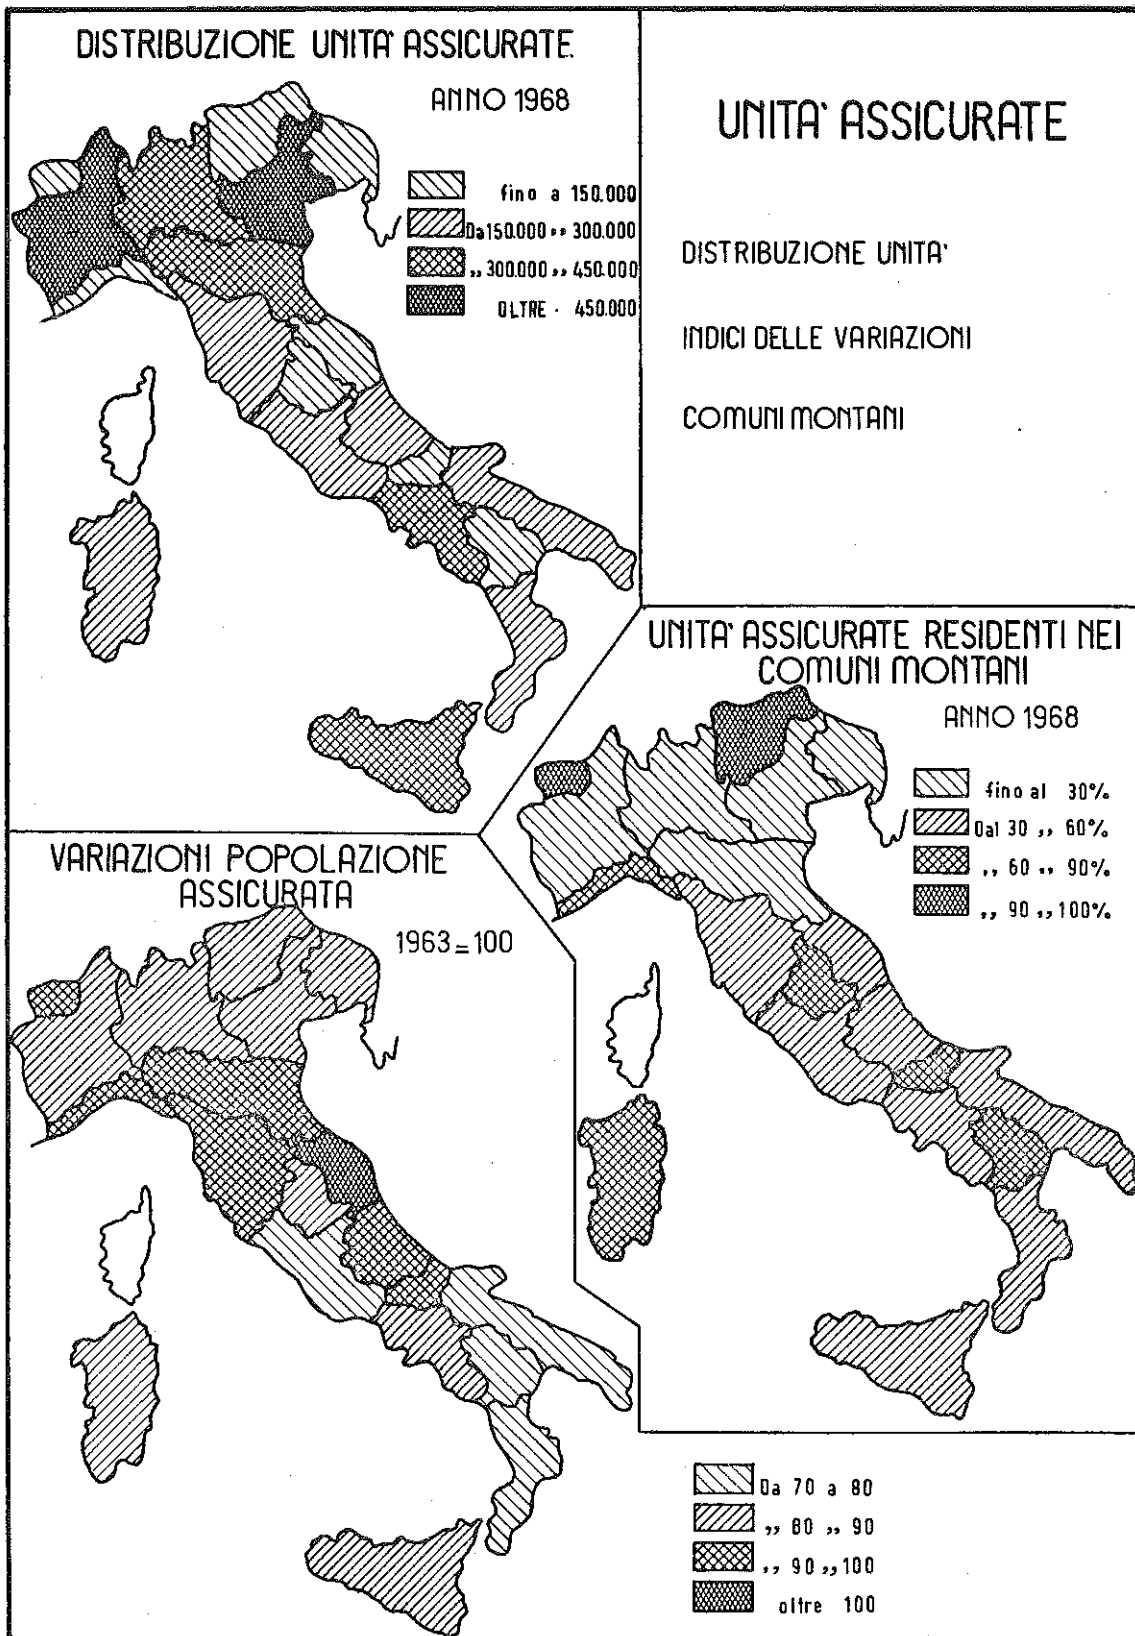 DISTRIBUZIONE UNITA' ASSICURATE
ANNO 1968
fino a 150.000
Da 150.000 ,, 300.000
,, 300.000 ,, 450.000
OLTRE - 450.000
UNITA' ASSICURATE
DISTRIBUZIONE UNITA'
INDICI DELLE VARIAZIONI
COMUNI MONTANI
UNITA' ASSICURATE RESIDENTI NEI
COMUNI MONTANI
ANNO 1968
fino al 30%
Dal 30 ,, 60%
,, 60 ,, 90%
,, 90 ,, 100%
VARIAZIONI POPOLAZIONE
ASSICURATA
1963=100
Da 70 a 80
,, 80 ,, 90
,, 90 ,, 100
oltre 100